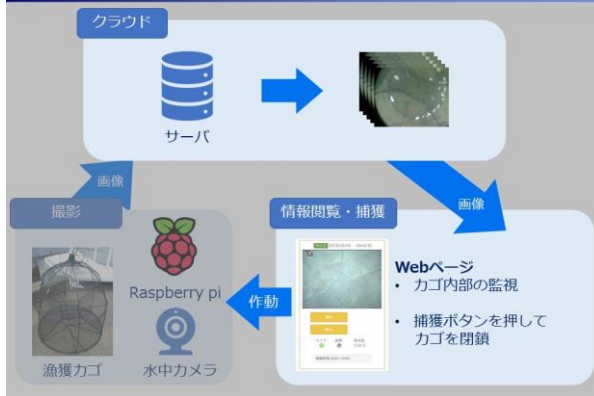 クラウド
サーバ
画像
画像
撮影
情報閲覧・捕獲
Raspberry pi
作動
Webページ
• カゴ内部の監視
• 捕獲ボタンを押して
カゴを閉鎖
漁獲カゴ
水中カメラ